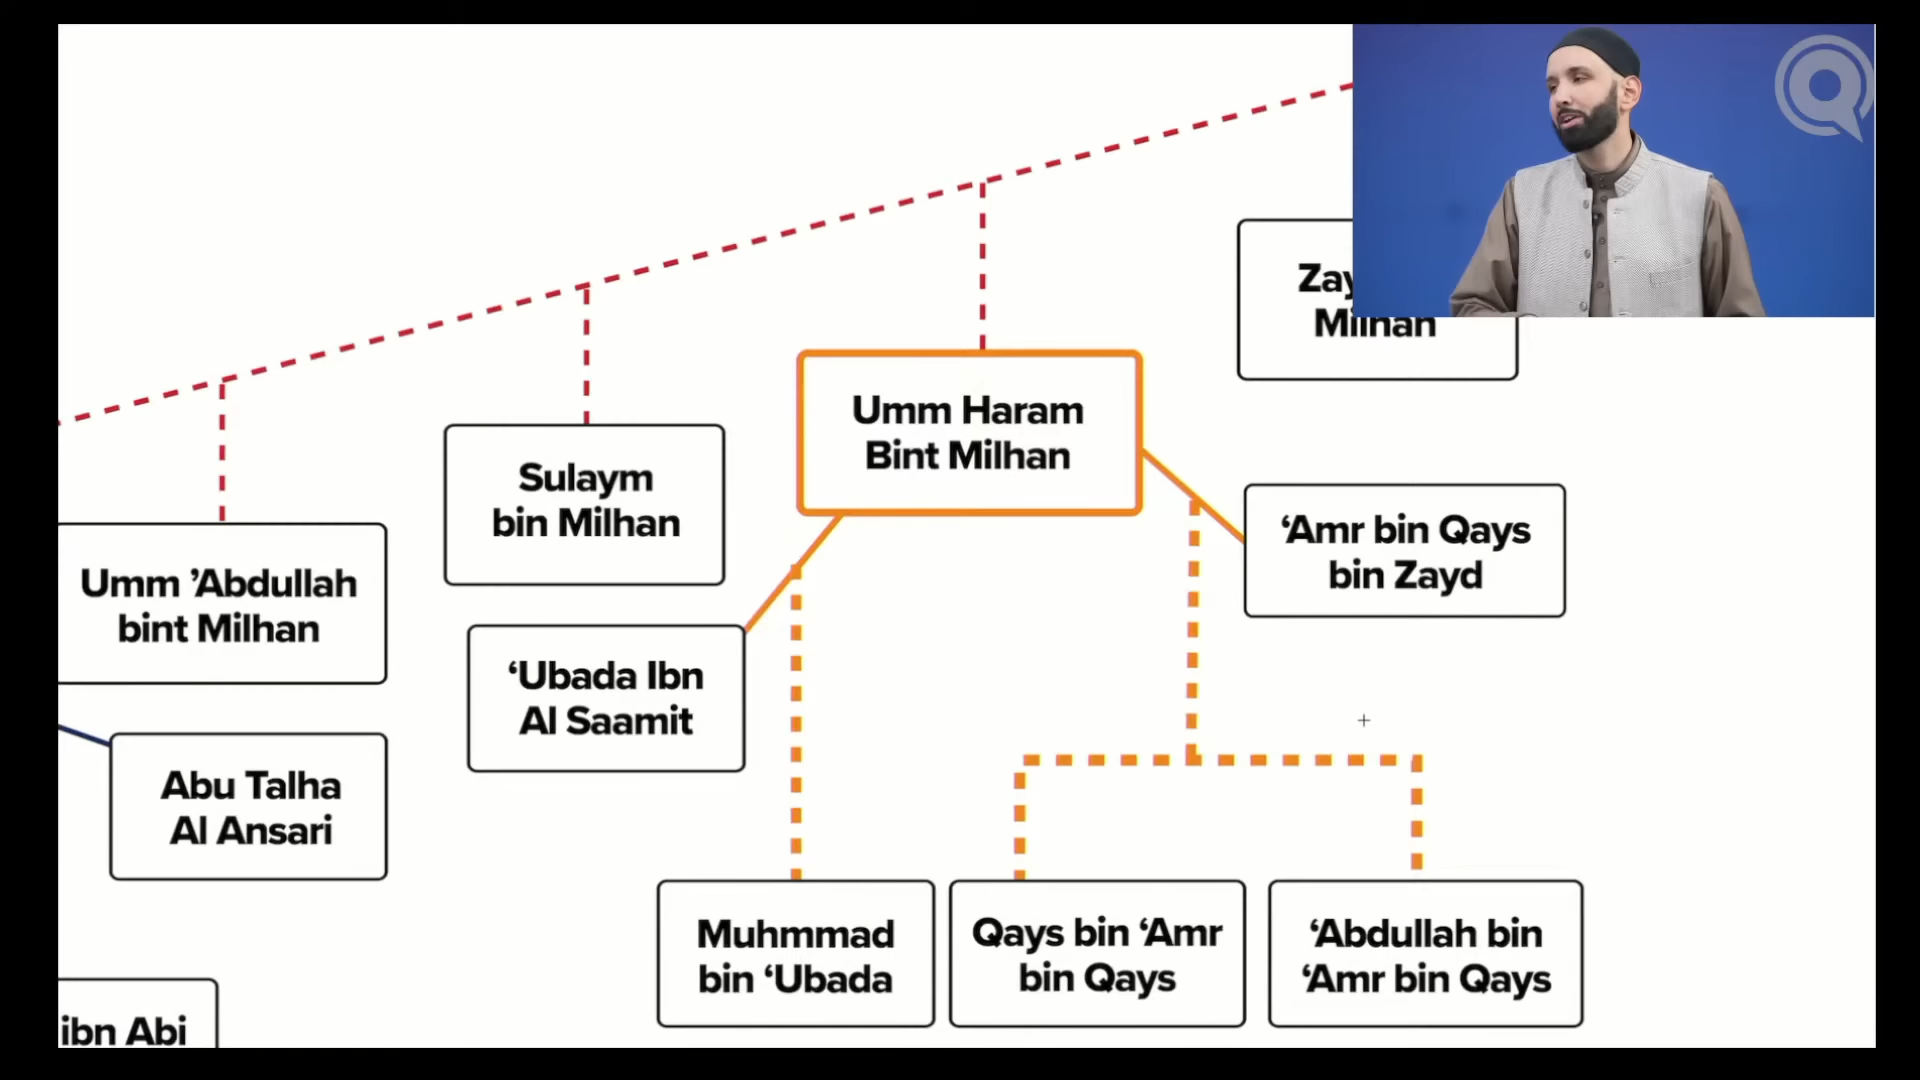 Milhan
Umm Haram
Bint Milhan
Sulaym
bin Milhan
‘Amr bin Qays
bin Zayd
Umm ’Abdullah
bint Milhan
‘Ubada Ibn
Al Saamit
Abu Talha
Al Ansari
Muhmmad
bin ‘Ubada
Qays bin ‘Amr
bin Qays
‘Abdullah bin
‘Amr bin Qays
ibn Abi